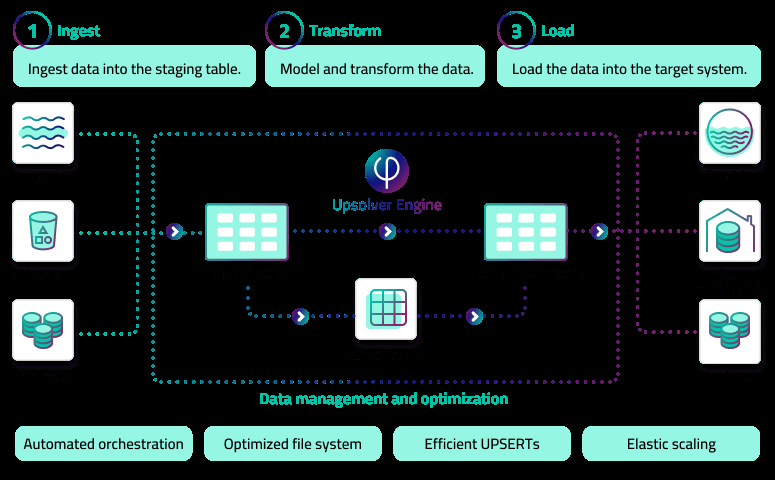 1 Ingest
2 Transform
3 Load
Ingest data into the staging table.
Model and transform the data.
Load the data into the target system.
Upsolver Engine
Data management and optimization
Automated orchestration
Optimized file system
Efficient UPSERTs
Elastic scaling